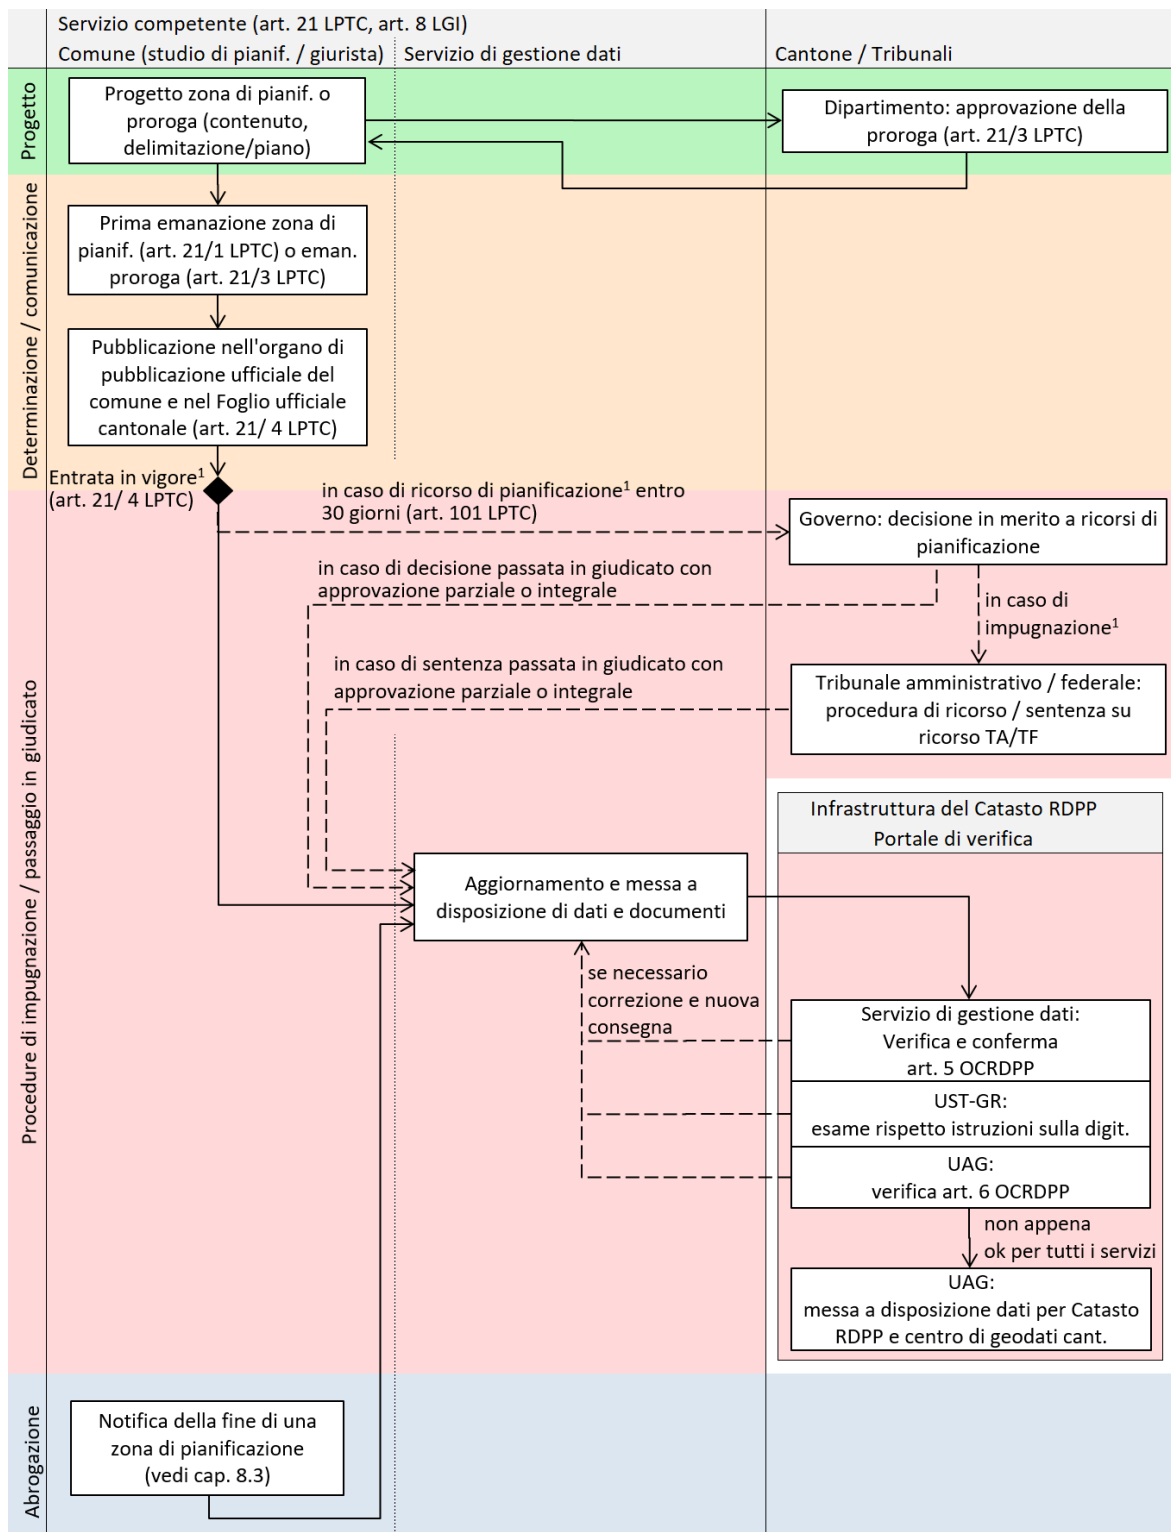 Servizio competente (art. 21 LPTC, art. 8 LGI)
Comune (studio di pianif. / giurista)
Servizio di gestione dati
Cantone / Tribunali
Progetto
Progetto zona di pianif. o
proroga (contenuto,
delimitazione/piano)
Dipartimento: approvazione della
proroga (art. 21/3 LPTC)
Determinazione / comunicazione
Prima emanazione zona di
pianif. (art. 21/1 LPTC) o eman.
proroga (art. 21/3 LPTC)
Pubblicazione nell'organo di
pubblicazione ufficiale del
comune e nel Foglio ufficiale
cantonale (art. 21/ 4 LPTC)
Entrata in vigore¹
(art. 21/ 4 LPTC)
Procedure di impugnazione / passaggio in giudicato
in caso di ricorso di pianificazione¹ entro
30 giorni (art. 101 LPTC)
Governo: decisione in merito a ricorsi di
pianificazione
in caso di decisione passata in giudicato con
approvazione parziale o integrale
in caso di
impugnazione¹
in caso di sentenza passata in giudicato con
approvazione parziale o integrale
Tribunale amministrativo / federale:
procedura di ricorso / sentenza su
ricorso TA/TF
Infrastruttura del Catasto RDPP
Portale di verifica
Aggiornamento e messa a
disposizione di dati e documenti
se necessario
correzione e nuova
consegna
Servizio di gestione dati:
Verifica e conferma
art. 5 OCRDPP
UST-GR:
esame rispetto istruzioni sulla digit.
UAG:
verifica art. 6 OCRDPP
non appena
ok per tutti i servizi
UAG:
messa a disposizione dati per Catasto
RDPP e centro di geodati cant.
Abrogazione
Notifica della fine di una
zona di pianificazione
(vedi cap. 8.3)